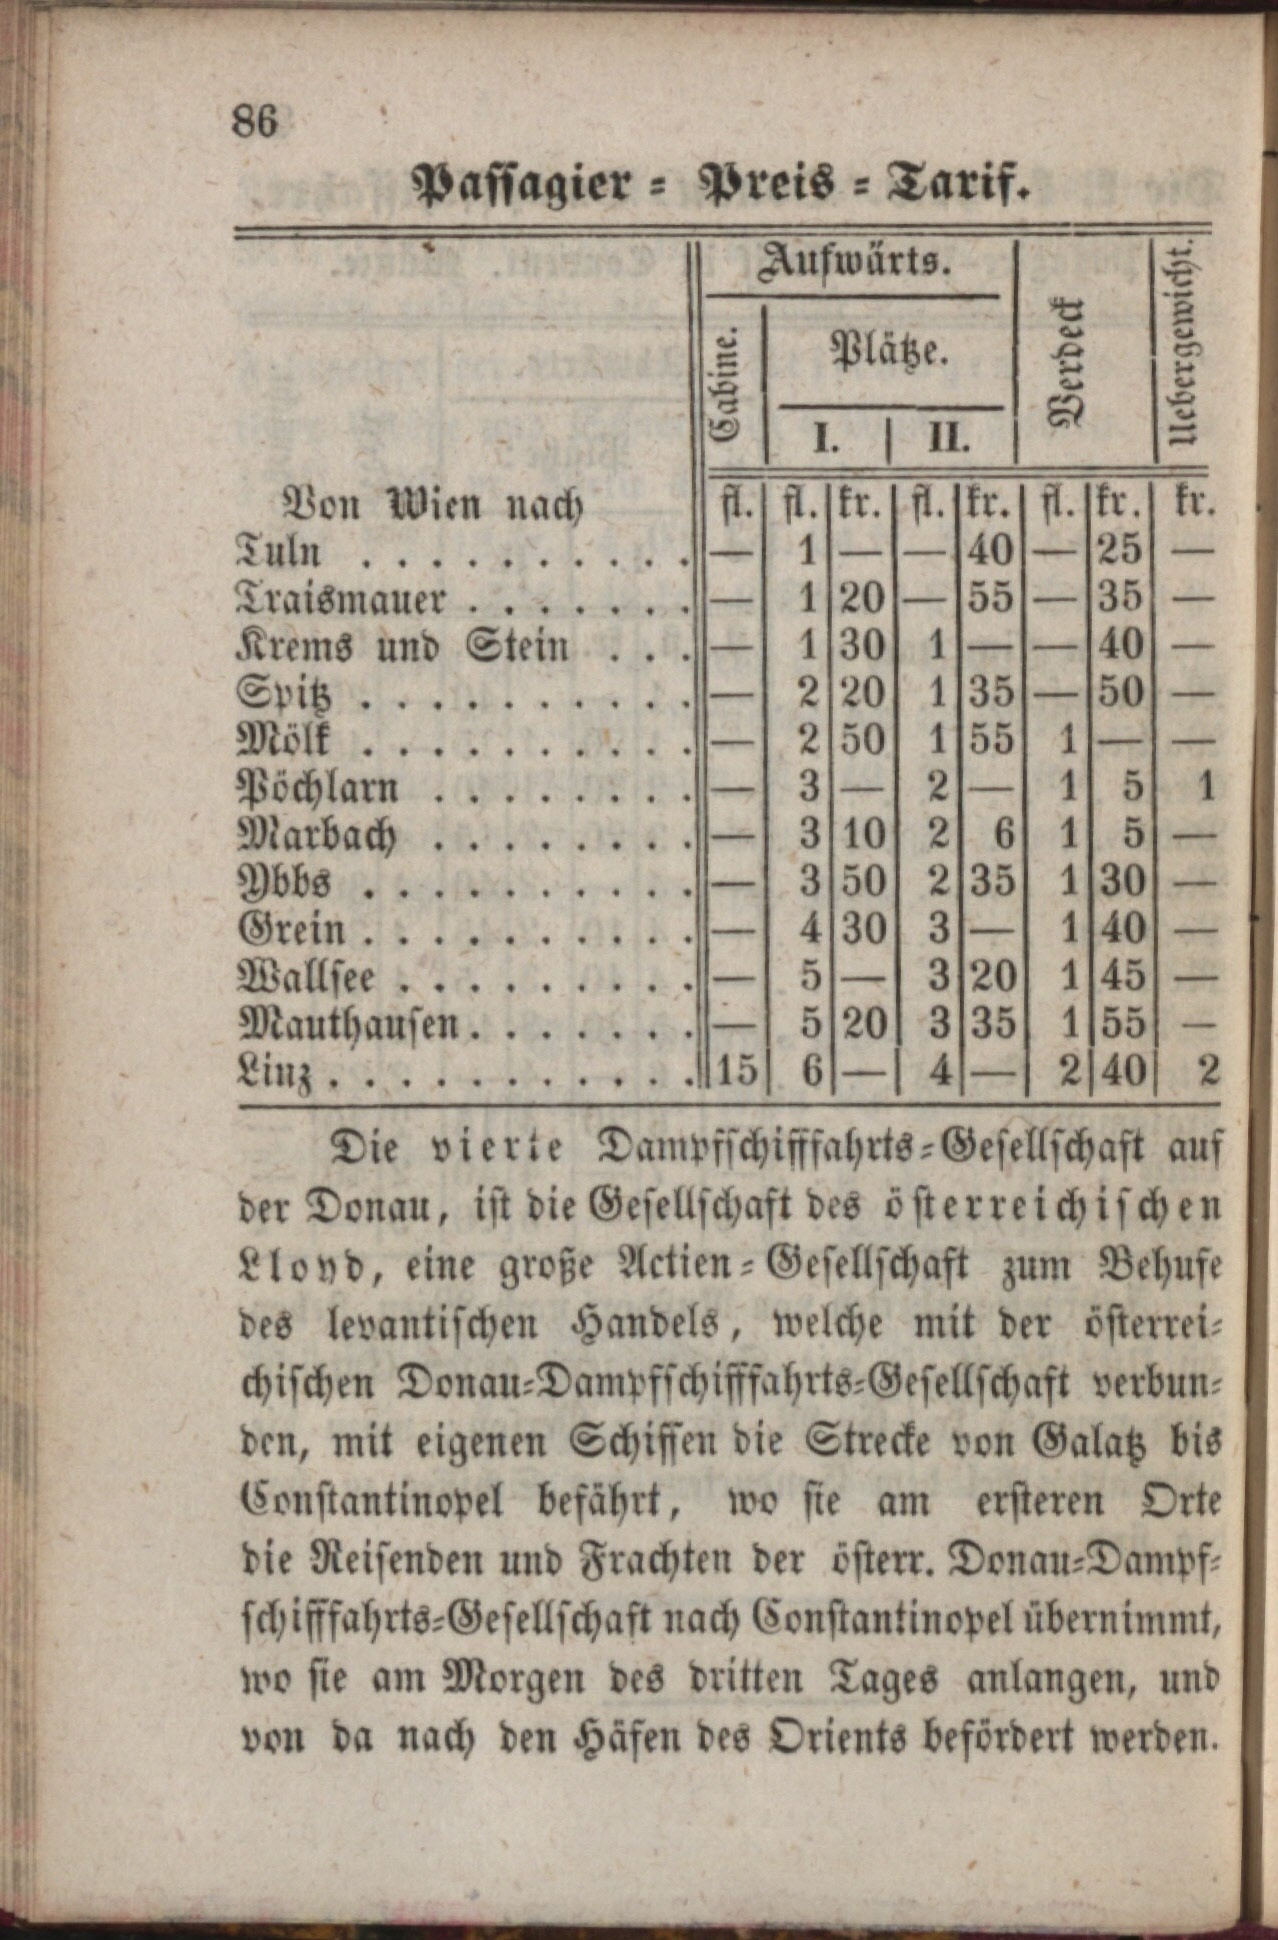 86
Passagier = Preis = Tarif.
Aufwärts.
Cabine.
Plätze.
Verdeck
Uebergewicht.
I. II.
Von Wien nach fl. fl. kr. fl. kr. fl. kr. kr.
Tuln . . . . . . . . . . — 1 — — 40 — 25 —
Traismauer . . . . . . . — 1 20 — 55 — 35 —
Krems und Stein . . . — 1 30 1 — — 40 —
Spitz . . . . . . . . . . — 2 20 1 35 — 50 —
Mölk . . . . . . . . . . — 2 50 1 55 1 — —
Pöchlarn . . . . . . . . — 3 — 2 — 1 5 1
Marbach . . . . . . . . — 3 10 2 6 1 5 —
Ybbs . . . . . . . . . . — 3 50 2 35 1 30 —
Grein . . . . . . . . . . — 4 30 3 — 1 40 —
Wallsee . . . . . . . . . — 5 — 3 20 1 45 —
Mauthausen . . . . . . . — 5 20 3 35 1 55 —
Linz . . . . . . . . . . . 15 6 — 4 — 2 40 2
Die vierte Dampfschifffahrts=Gesellschaft auf
der Donau, ist die Gesellschaft des österreichischen
Lloyd, eine große Actien=Gesellschaft zum Behufe
des levantischen Handels, welche mit der österrei=
chischen Donau=Dampfschifffahrts=Gesellschaft verbun=
den, mit eigenen Schiffen die Strecke von Galatz bis
Constantinopel befährt, wo sie am ersteren Orte
die Reisenden und Frachten der österr. Donau=Dampf=
schifffahrts=Gesellschaft nach Constantinopel übernimmt,
wo sie am Morgen des dritten Tages anlangen, und
von da nach den Häfen des Orients befördert werden.